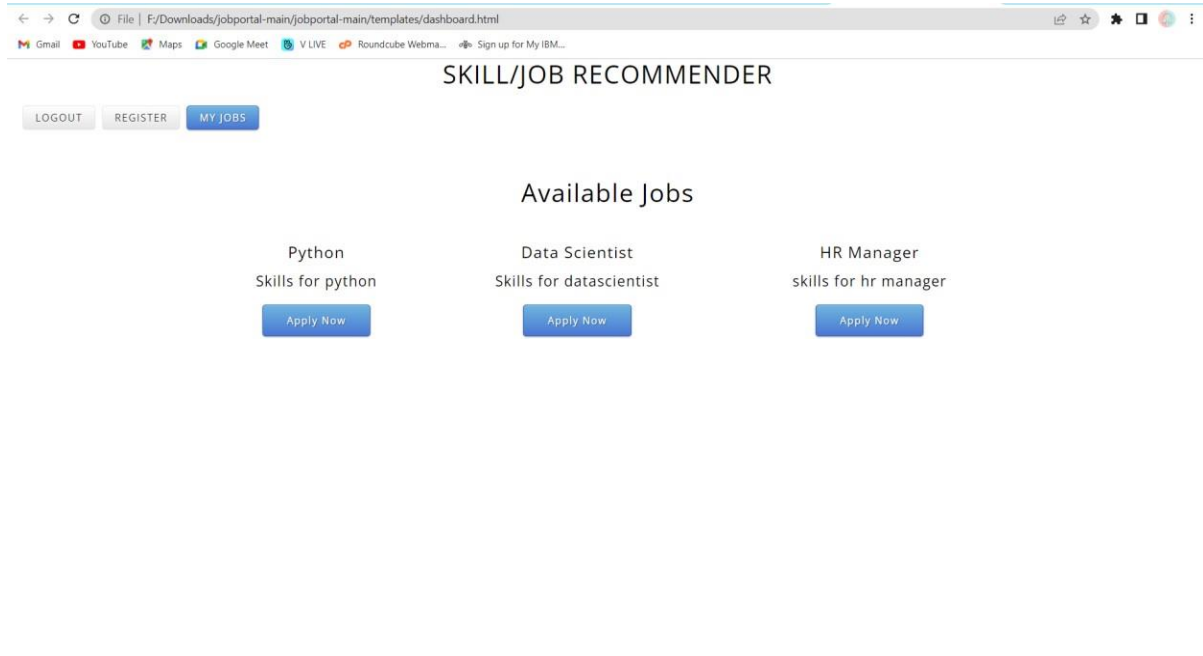 File | F:/Downloads/jobportal-main/jobportal-main/templates/dashboard.html
Gmail YouTube Maps Google Meet V LIVE Roundcube Webma... Sign up for My IBM...
SKILL/JOB RECOMMENDER
LOGOUT REGISTER MY JOBS
Available Jobs
Python Data Scientist HR Manager
Skills for python Skills for datascientist skills for hr manager
Apply Now Apply Now Apply Now